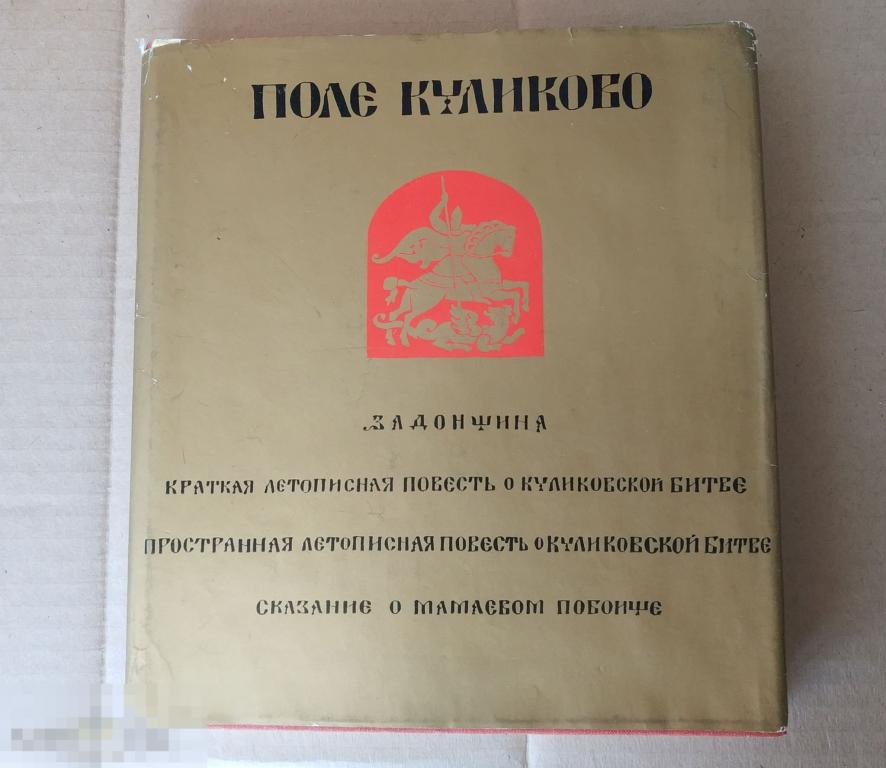 ПОЛЕ КУЛИКОВО
ЗАДОНЩИНА
КРАТКАЯ ЛЕТОПИСНАЯ ПОВЕСТЬ О КУЛИКОВСКОЙ БИТВЕ
ПРОСТРАННАЯ ЛЕТОПИСНАЯ ПОВЕСТЬ О КУЛИКОВСКОЙ БИТВЕ
СКАЗАНИЕ О МАМАЕВОМ ПОБОИЩЕ